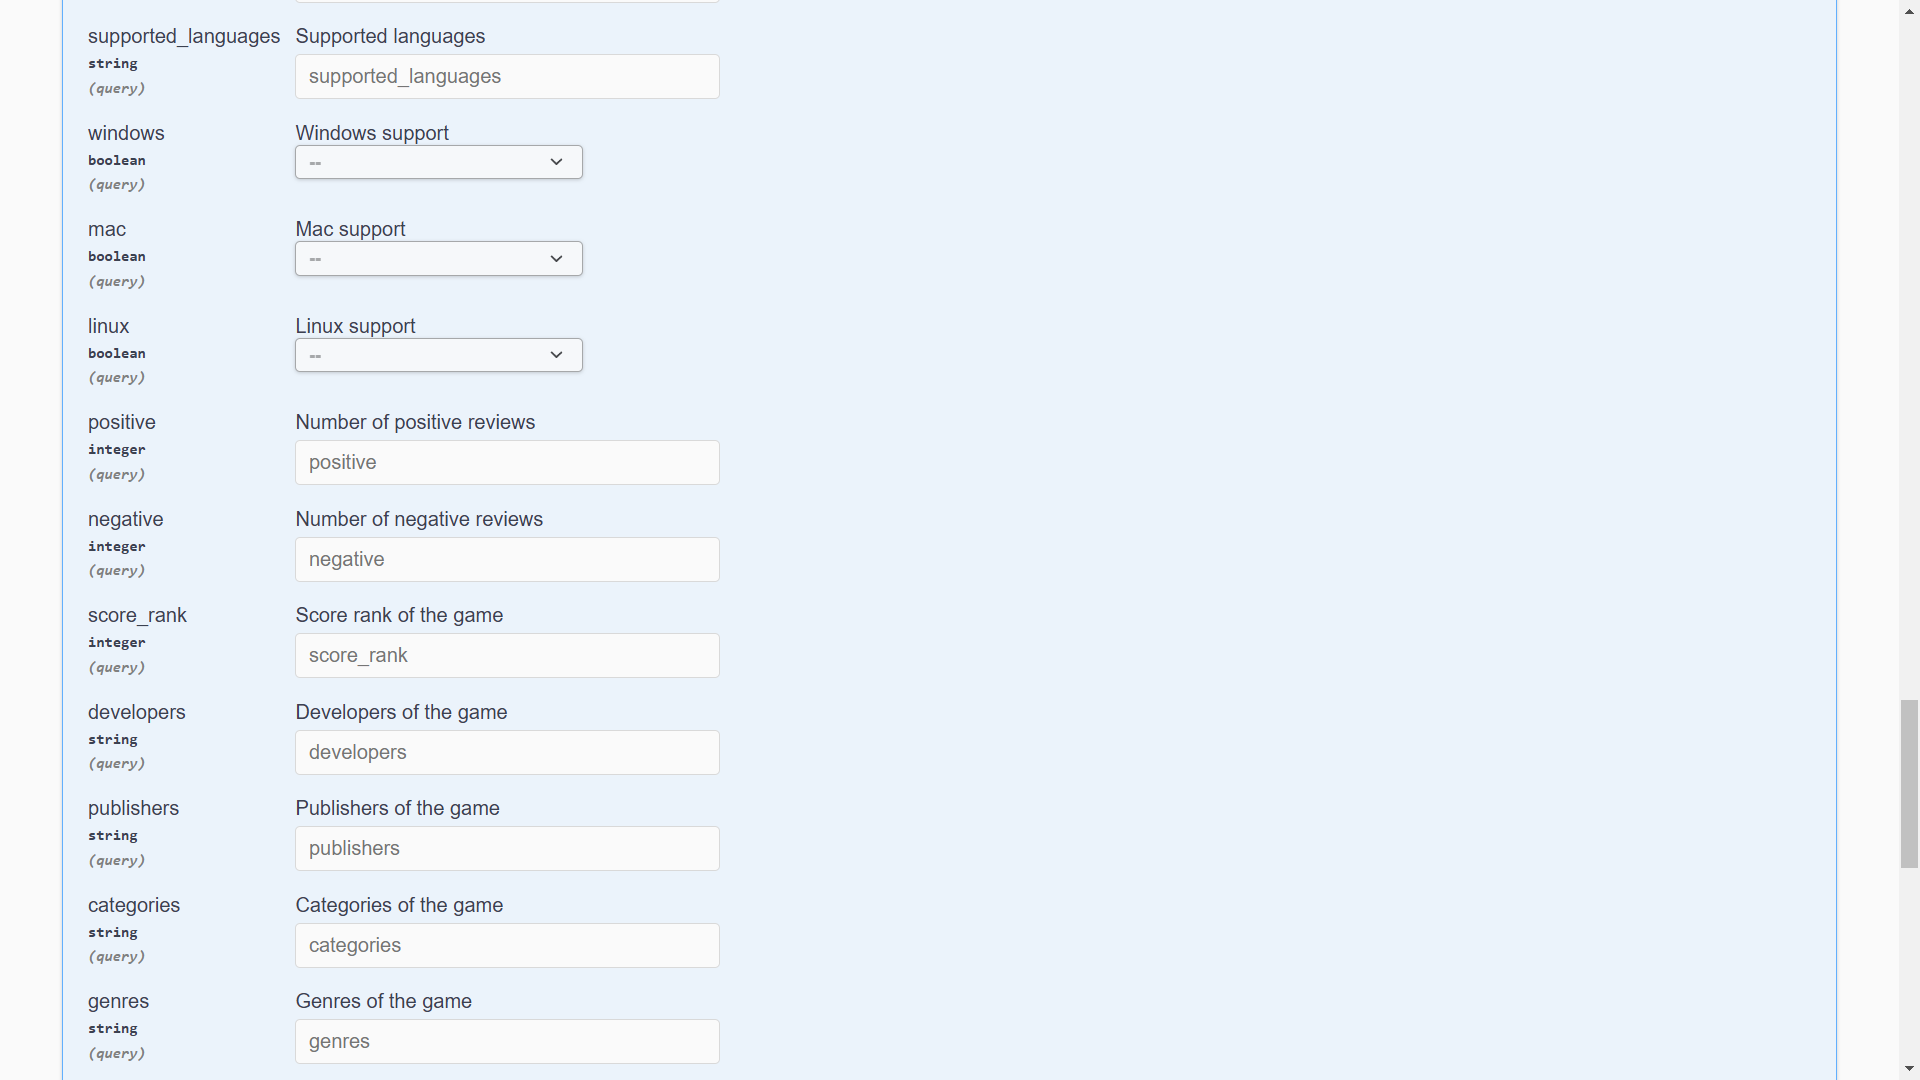 supported_languages Supported languages
string
(query)
supported_languages
windows Windows support
boolean
(query)
--
mac Mac support
boolean
(query)
--
linux Linux support
boolean
(query)
--
positive Number of positive reviews
integer
(query)
positive
negative Number of negative reviews
integer
(query)
negative
score_rank Score rank of the game
integer
(query)
score_rank
developers Developers of the game
string
(query)
developers
publishers Publishers of the game
string
(query)
publishers
categories Categories of the game
string
(query)
categories
genres Genres of the game
string
(query)
genres